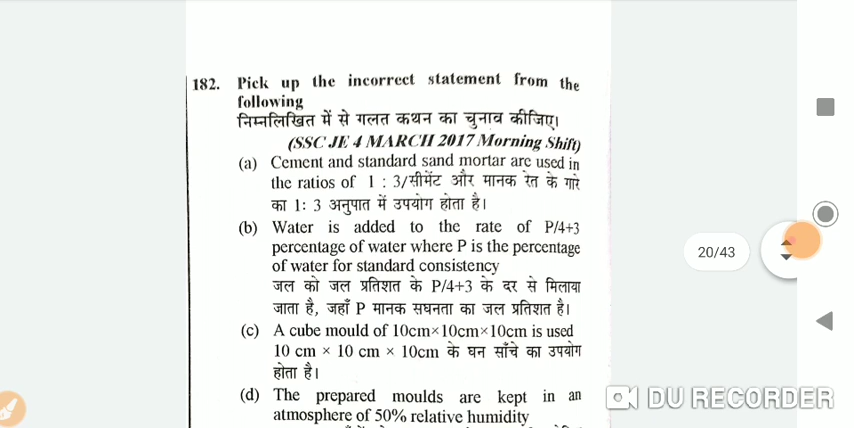 182. Pick up the incorrect statement from the
following
निम्नलिखित में से गलत कथन का चुनाव कीजिए।
(SSC JE 4 MARCH 2017 Morning Shift)
(a) Cement and standard sand mortar are used in
the ratios of 1 : 3/सीमेंट और मानक रेत के गारे
का 1: 3 अनुपात में उपयोग होता है।
(b) Water is added to the rate of P/4+3
percentage of water where P is the percentage
of water for standard consistency
जल को जल प्रतिशत के P/4+3 के दर से मिलाया
जाता है, जहाँ P मानक सघनता का जल प्रतिशत है।
(c) A cube mould of 10cm×10cm×10cm is used
10 cm × 10 cm × 10cm के घन साँचे का उपयोग
होता है।
(d) The prepared moulds are kept in an
atmosphere of 50% relative humidity
20/43
DU RECORDER